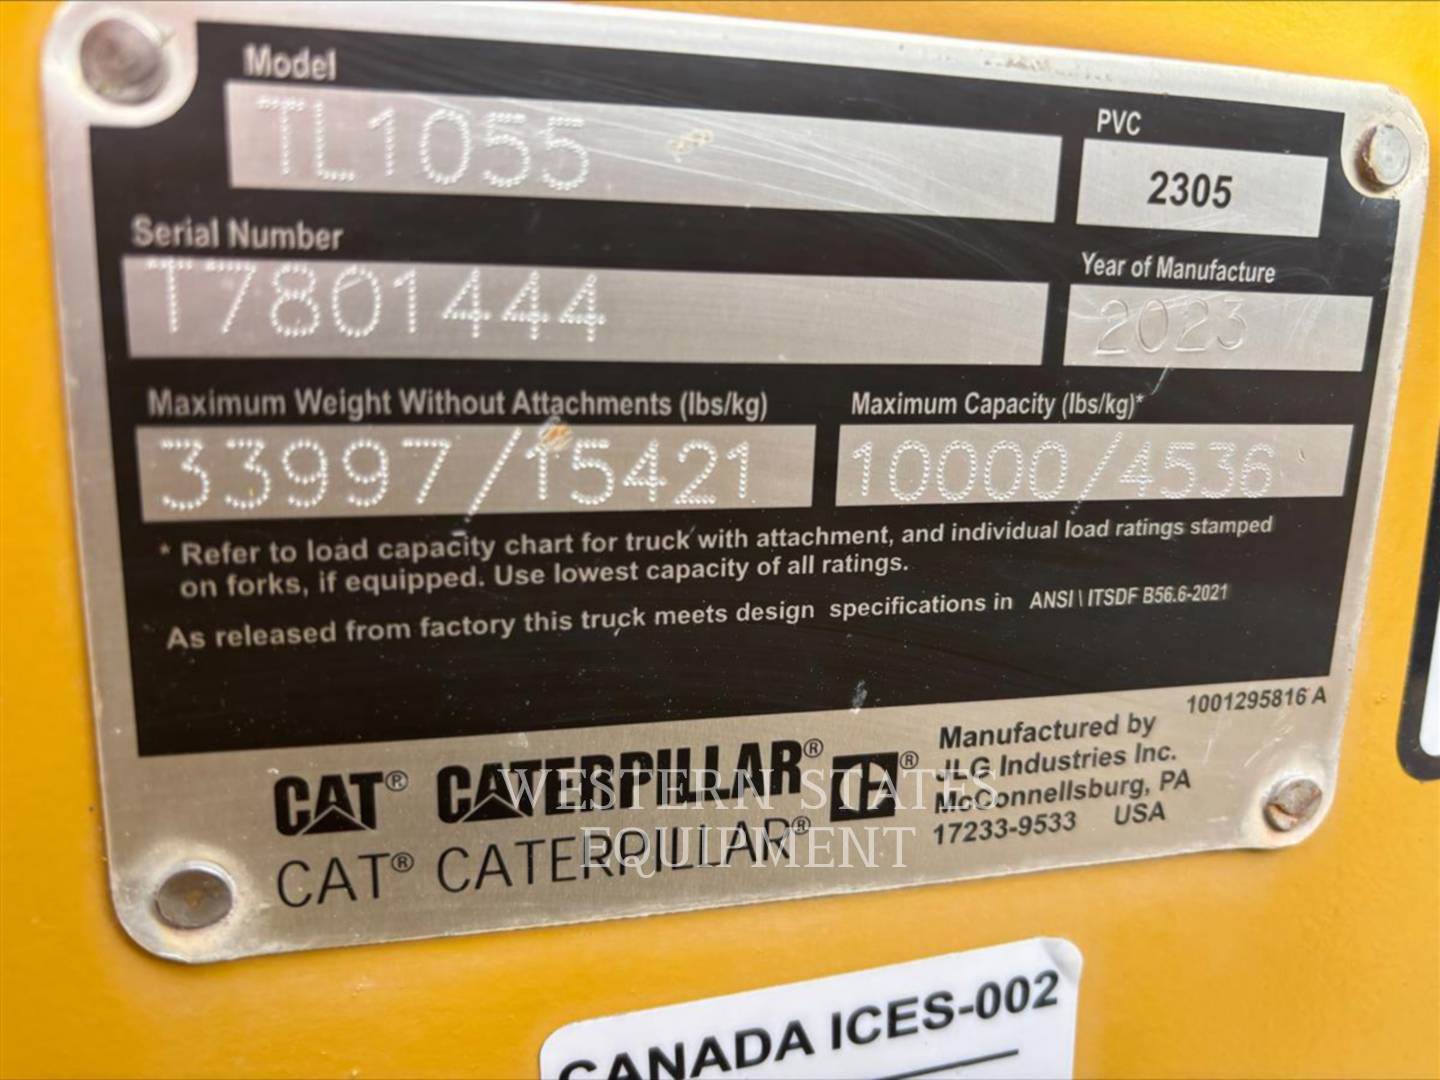 Model
TL1055
PVC
2305
Serial Number
T7801444
Year of Manufacture
2023
Maximum Weight Without Attachments (lbs/kg)
33997/15421
Maximum Capacity (lbs/kg)*
10000/4536
* Refer to load capacity chart for truck with attachment, and individual load ratings stamped
on forks, if equipped. Use lowest capacity of all ratings.
As released from factory this truck meets design specifications in ANSI \ ITSDF B56.6-2021
1001295816 A
CAT® CATERPILLAR® ®
CAT® CATERPILLAR®
Manufactured by
JLG Industries Inc.
McConnellsburg, PA
17233-9533 USA
WESTERN STATES
EQUIPMENT
CANADA ICES-002